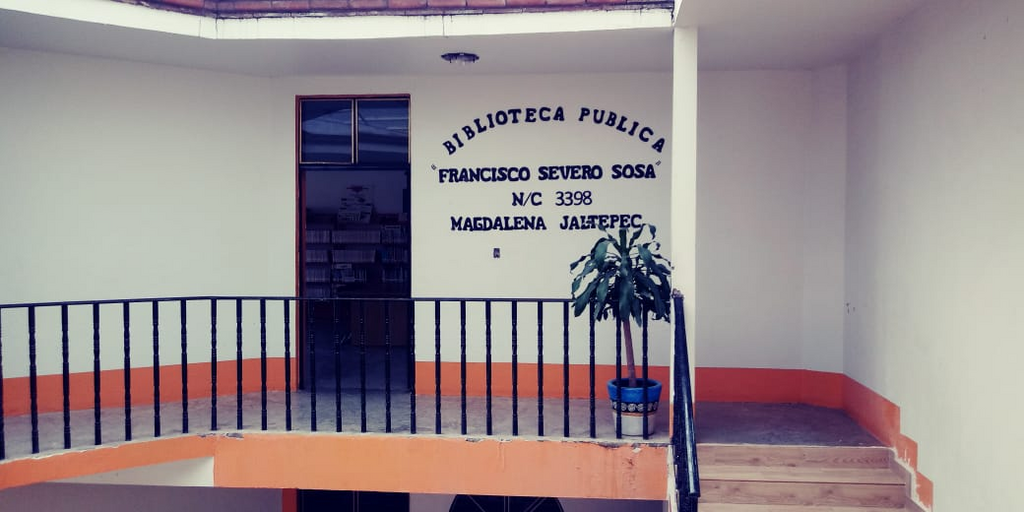 BIBLIOTECA PUBLICA
"FRANCISCO SEVERO SOSA"
N/C 3398
MAGDALENA JALTEPEC